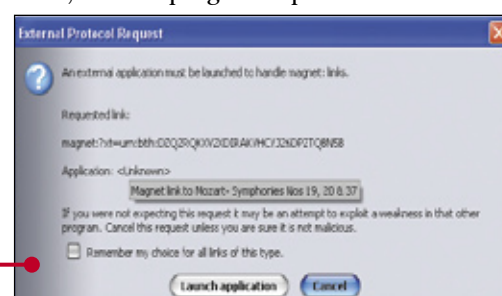 External Protocol Request
An external application must be launched to handle magnet: links.
Requested link:
Application: <Unknown>
Magnet link to Mozart- Symphories Nos 19, 20 & 37
If you were not expecting this request it may be an attempt to exploit a weakness in that other
program. Cancel this request unless you are sure it is not malicious.
Remember my choice for all links of this type.
Launch application
Cancel